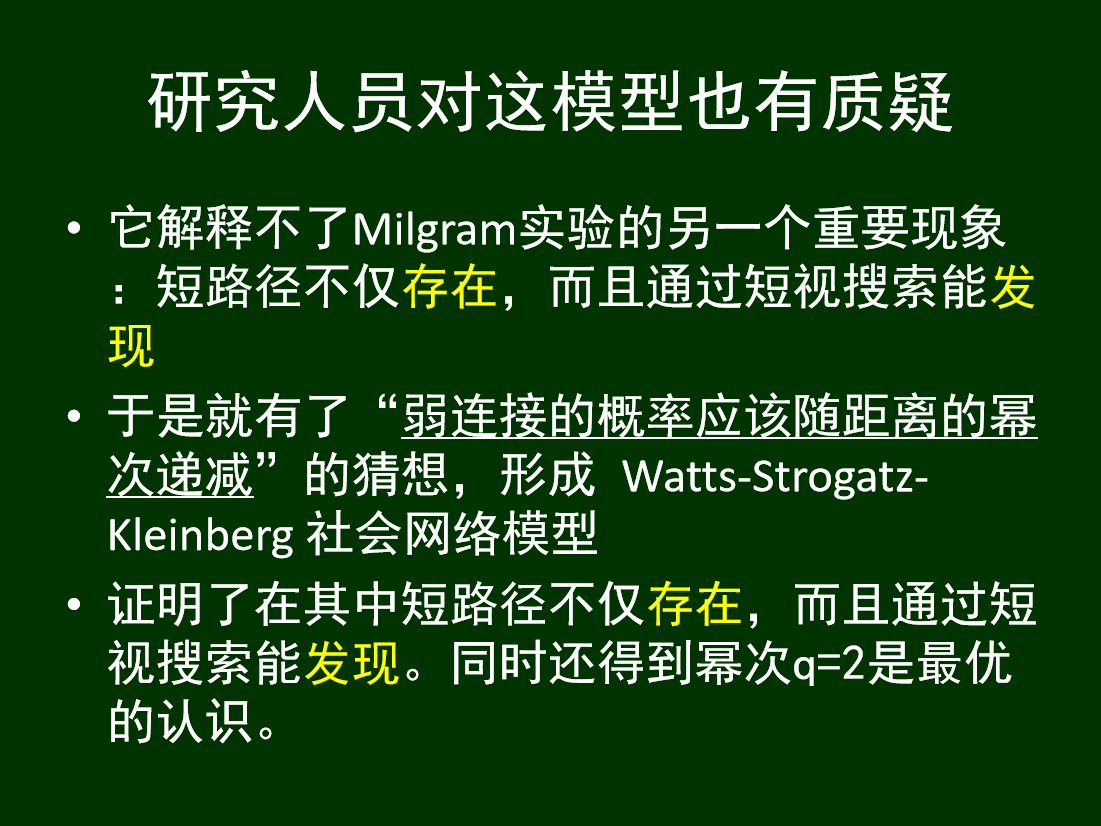 研究人员对这模型也有质疑
• 它解释不了Milgram实验的另一个重要现象
：短路径不仅存在，而且通过短视搜索能发
现
• 于是就有了“弱连接的概率应该随距离的幂
次递减”的猜想，形成 Watts-Strogatz-
Kleinberg 社会网络模型
• 证明了在其中短路径不仅存在，而且通过短
视搜索能发现。同时还得到幂次q=2是最优
的认识。